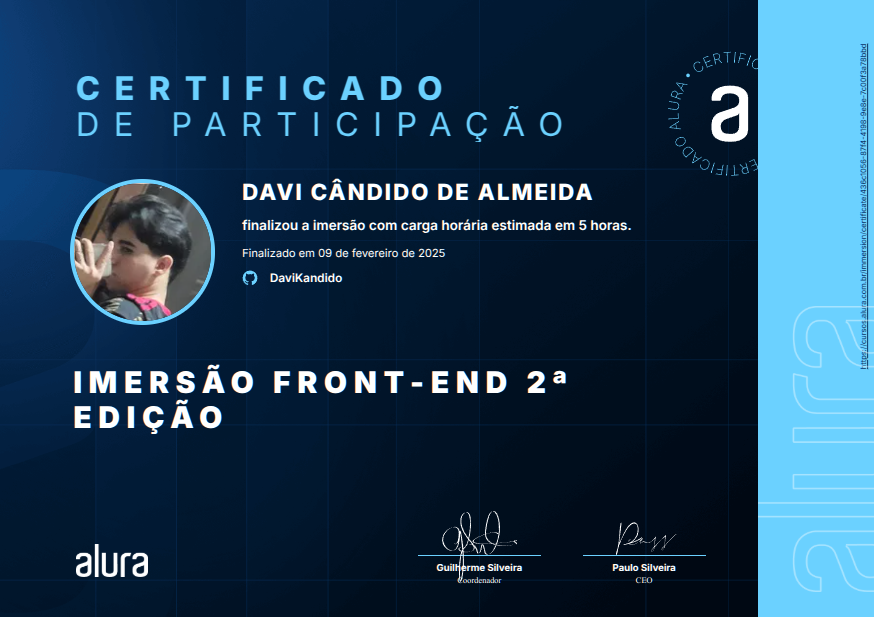 CERTIFICADO
DE PARTICIPAÇÃO
CERTIFICADO ALURA • CERTIFIC
a
DAVI CÂNDIDO DE ALMEIDA
finalizou a imersão com carga horária estimada em 5 horas.
Finalizado em 09 de fevereiro de 2025
DaviKandido
IMERSÃO FRONT-END 2ª
EDIÇÃO
alura
Guilherme Silveira
Coordenador
Paulo Silveira
CEO
alura